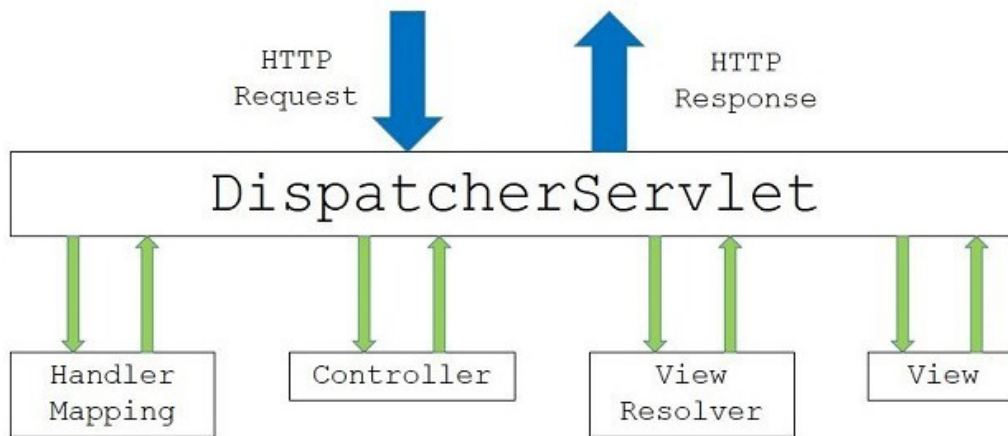 HTTP
Request
HTTP
Response
DispatcherServlet
Handler
Mapping
Controller
View
Resolver
View